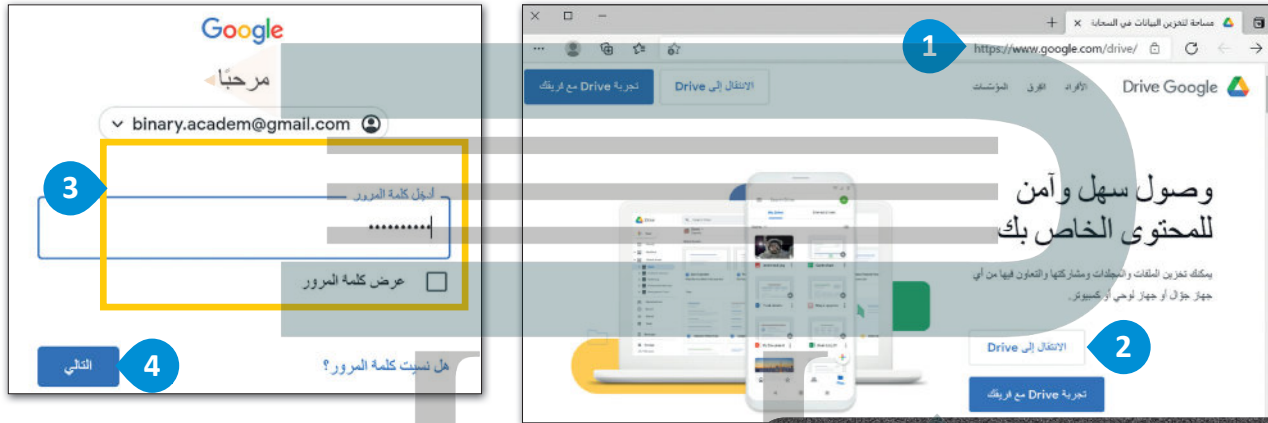 مساحة لتخزين البيانات في السحابة
1
https://www.google.com/drive/
Drive Google
الأفراد
الفرق
المؤسسات
الانتقال إلى Drive
تجربة Drive مع فريقك
وصول سهل وآمن
للمحتوى الخاص بك
يمكنك تخزين الملفات والمجلدات ومشاركتها والتعاون فيها من أي
جهاز جوّال أو جهاز لوحي أو كمبيوتر.
الانتقال إلى Drive
2
تجربة Drive مع فريقك
Google
مرحبًا
binary.academ@gmail.com
3
أدخِل كلمة المرور
عرض كلمة المرور
هل نسيت كلمة المرور؟
4
التالي